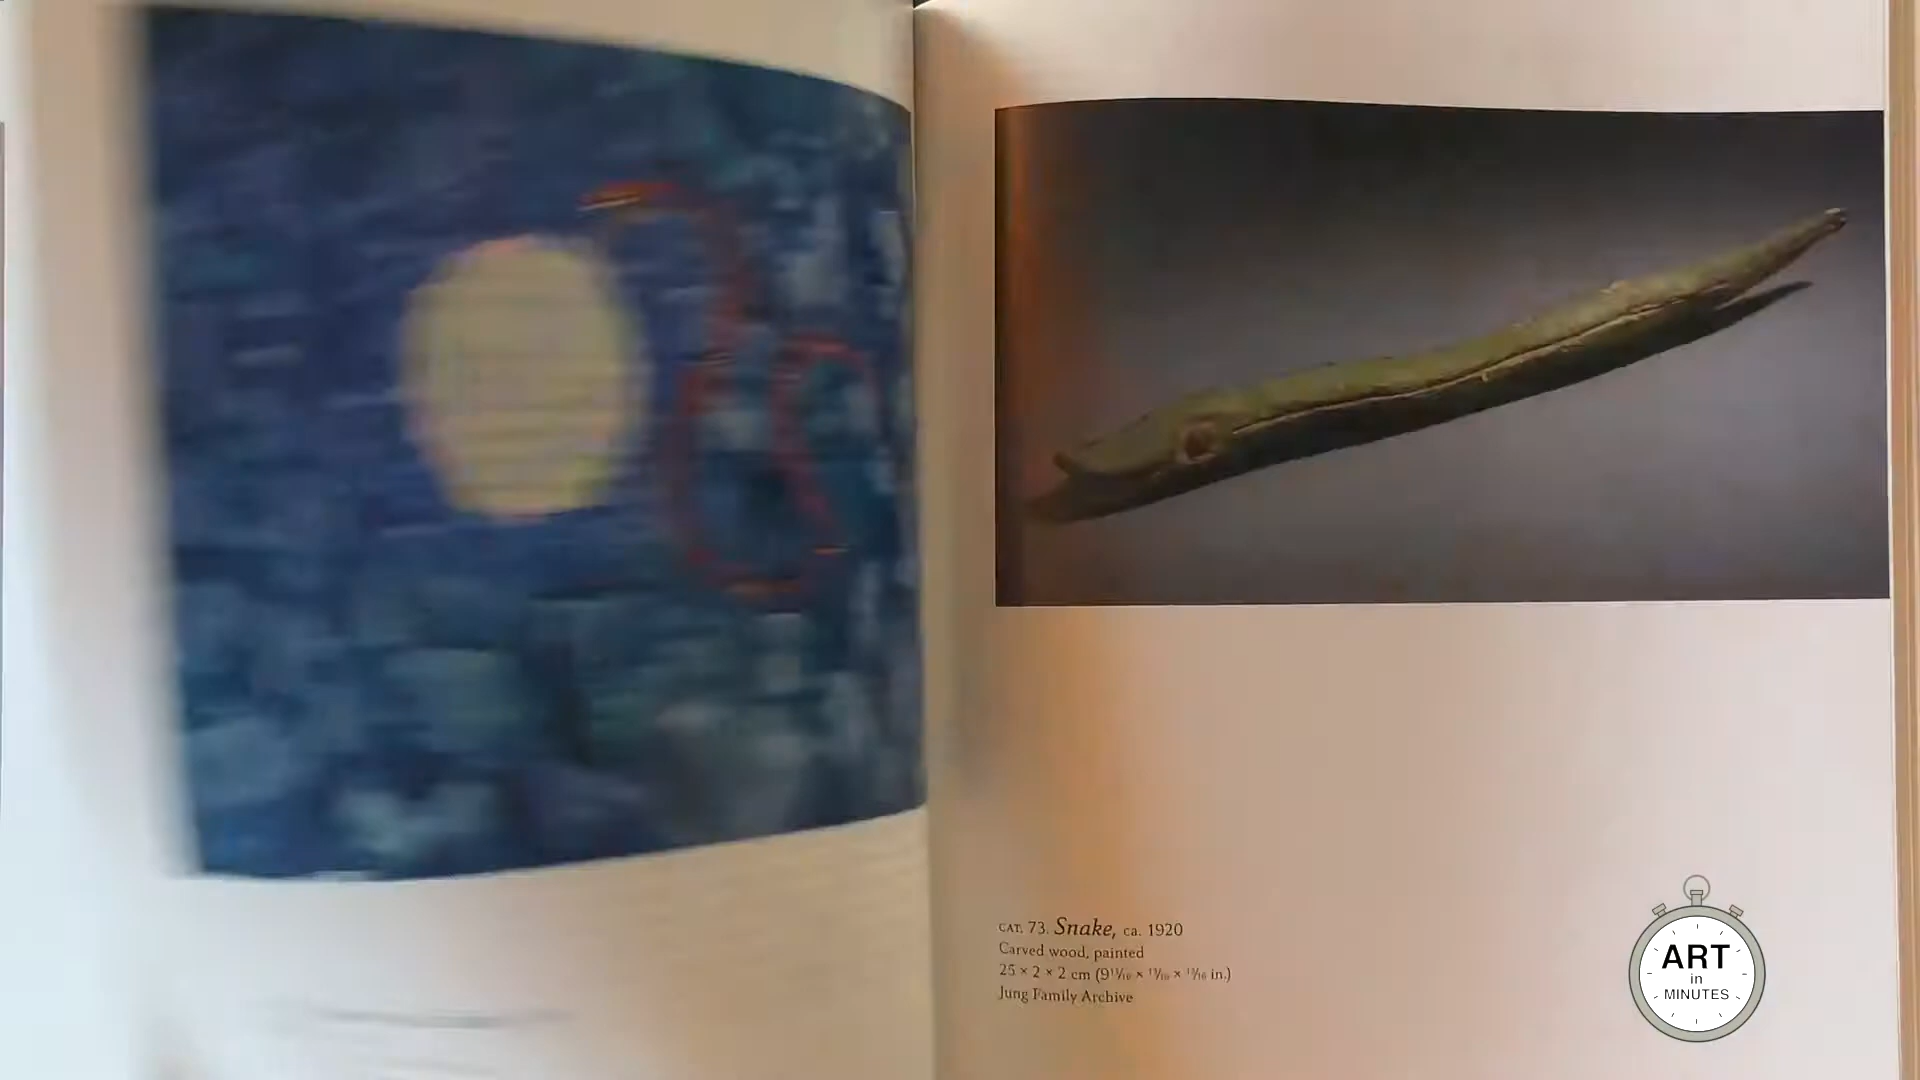 CAT. 73. Snake, ca. 1920
Carved wood, painted
25 × 2 × 2 cm (9¹³⁄₁₆ × ¹³⁄₁₆ × ¹³⁄₁₆ in.)
Jung Family Archive
ART
in
MINUTES